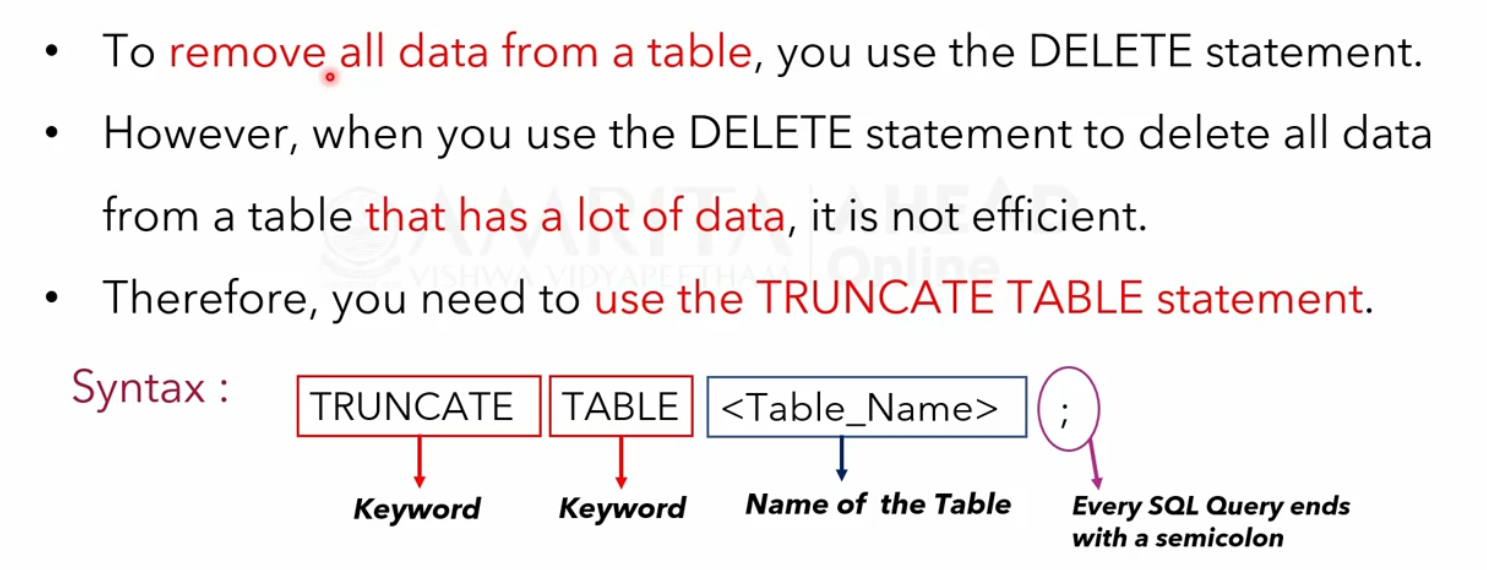 • To remove all data from a table, you use the DELETE statement.
• However, when you use the DELETE statement to delete all data
from a table that has a lot of data, it is not efficient.
• Therefore, you need to use the TRUNCATE TABLE statement.
Syntax :
TRUNCATE TABLE <Table_Name> ;
Keyword Keyword Name of the Table Every SQL Query ends
with a semicolon
AMRITA AHEAD
VISHWA VIDYAPEETHAM Online